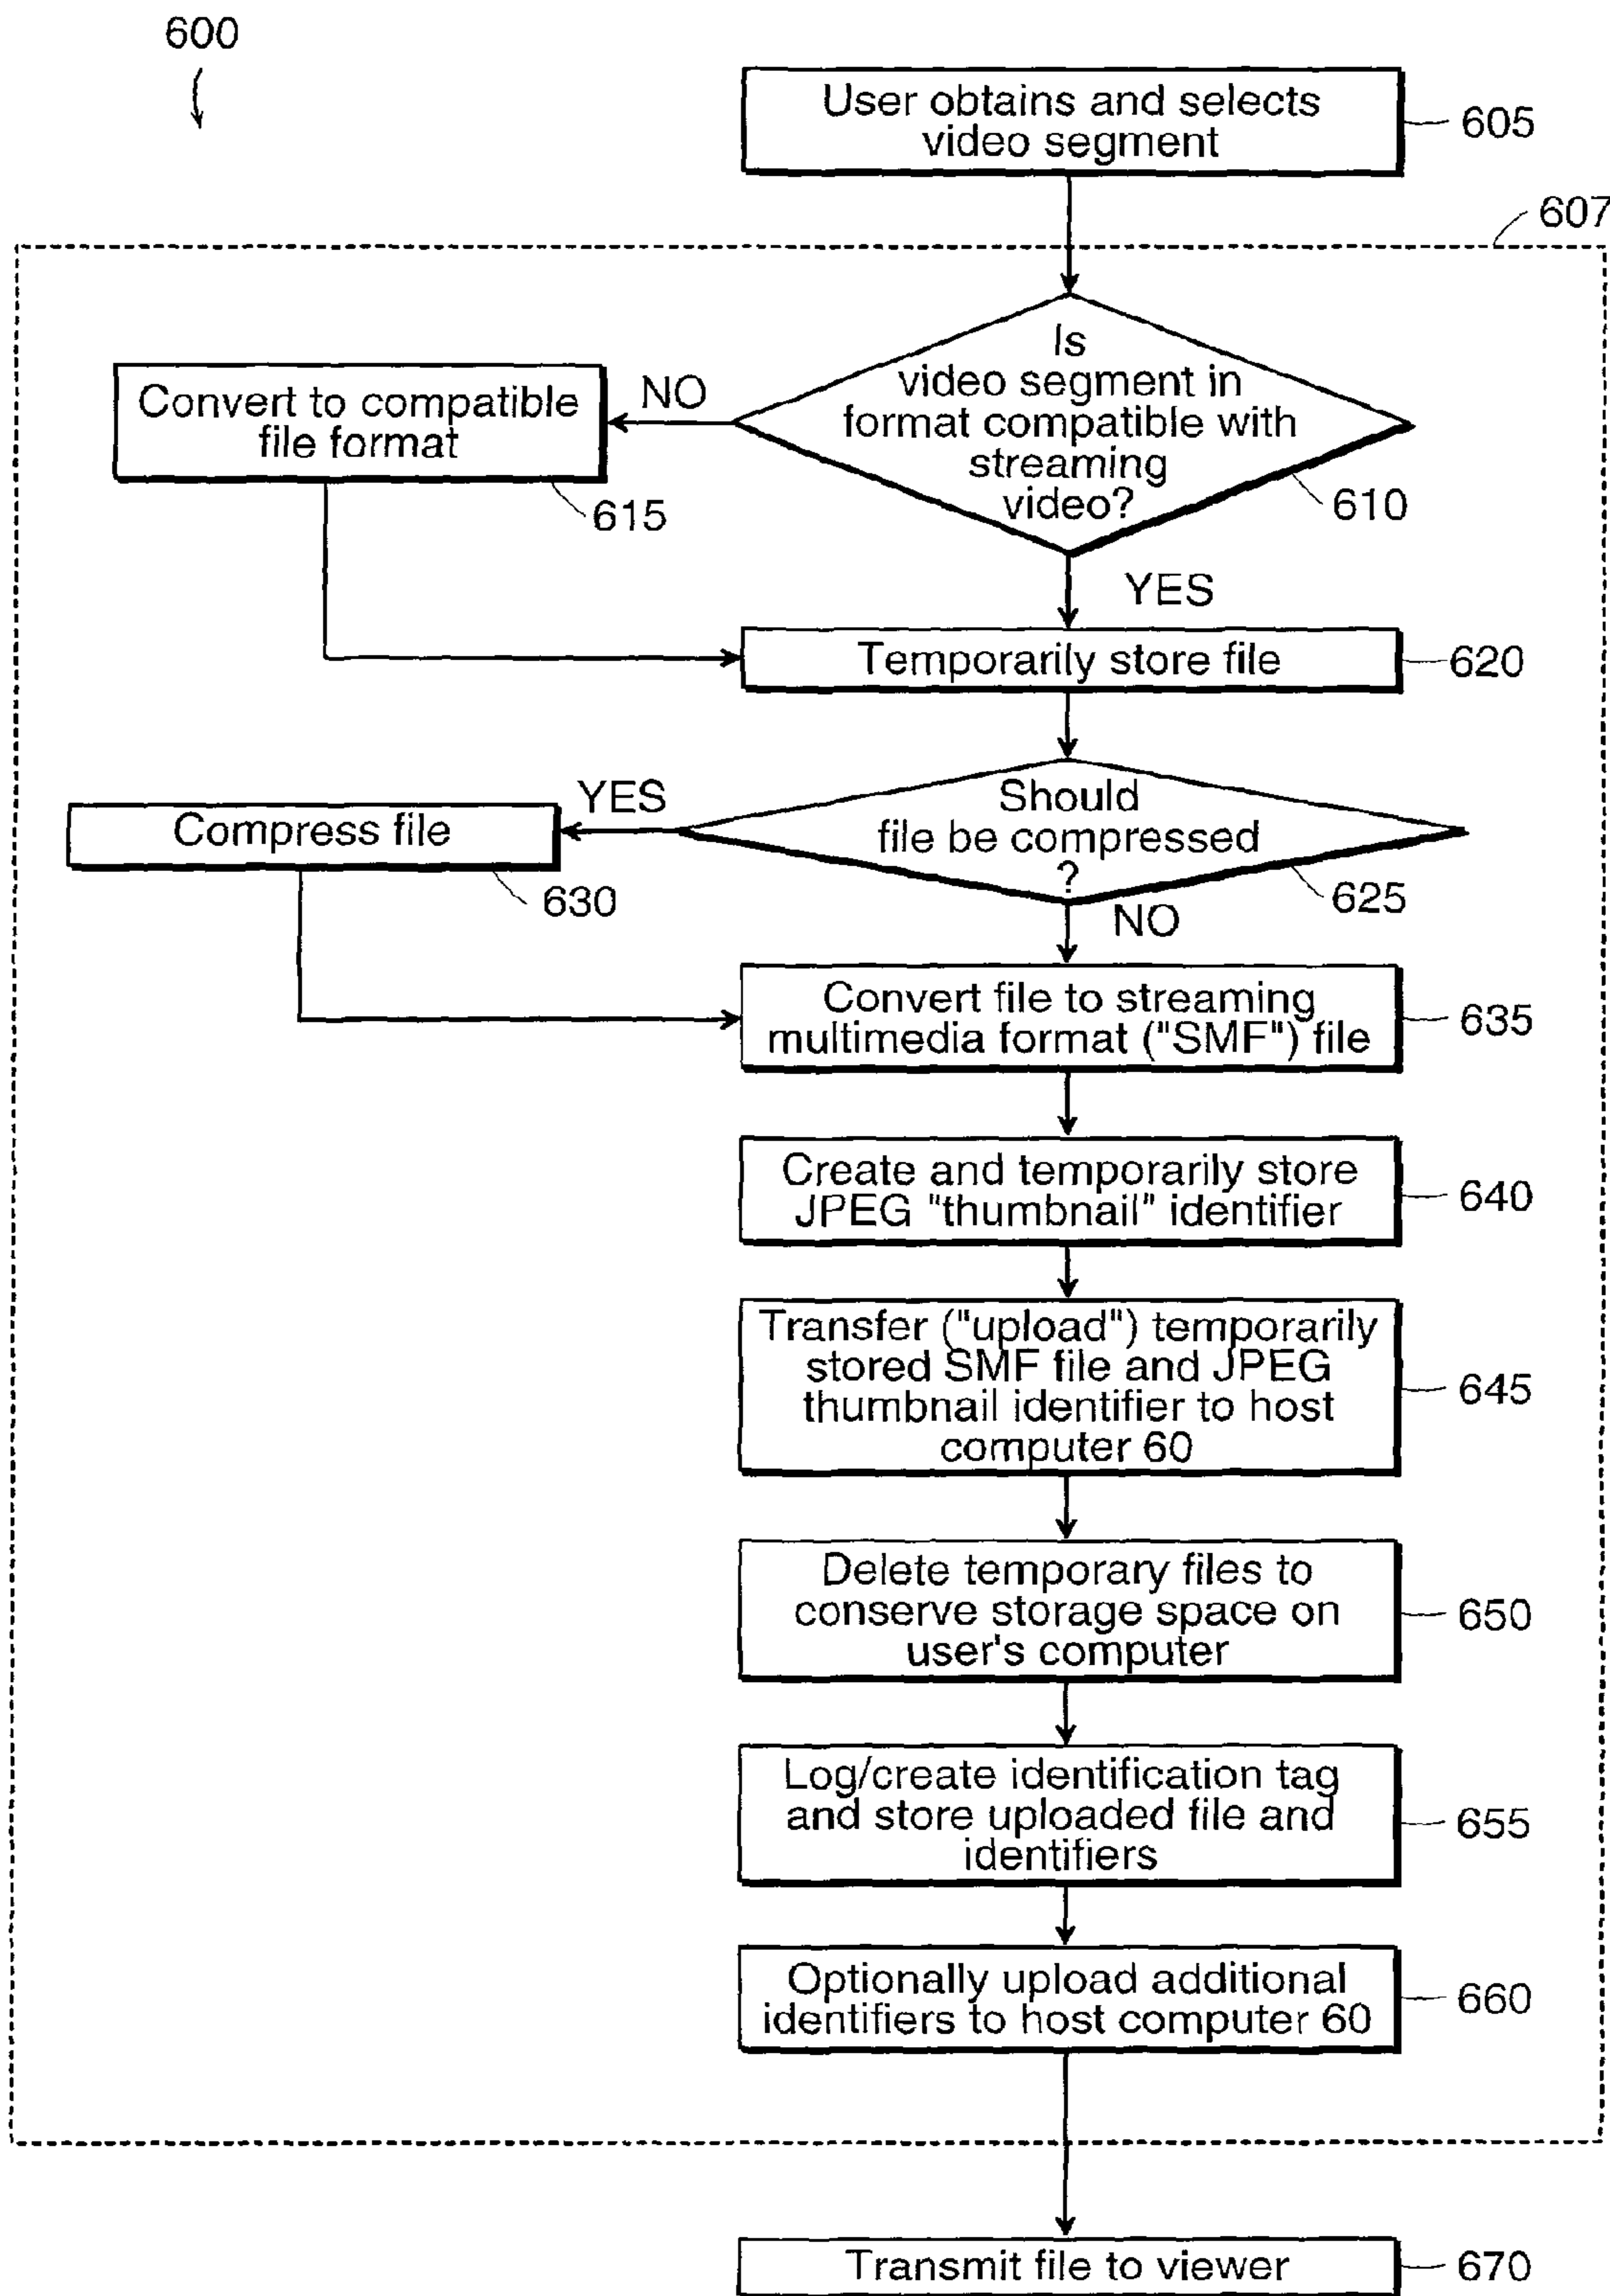 600
User obtains and selects
video segment
605
607
Is
video segment in
format compatible with
streaming
video?
610
NO
Convert to compatible
file format
615
YES
Temporarily store file
620
Should
file be compressed
?
625
YES
Compress file
630
NO
Convert file to streaming
multimedia format ("SMF") file
635
Create and temporarily store
JPEG "thumbnail" identifier
640
Transfer ("upload") temporarily
stored SMF file and JPEG
thumbnail identifier to host
computer 60
645
Delete temporary files to
conserve storage space on
user's computer
650
Log/create identification tag
and store uploaded file and
identifiers
655
Optionally upload additional
identifiers to host computer 60
660
Transmit file to viewer
670